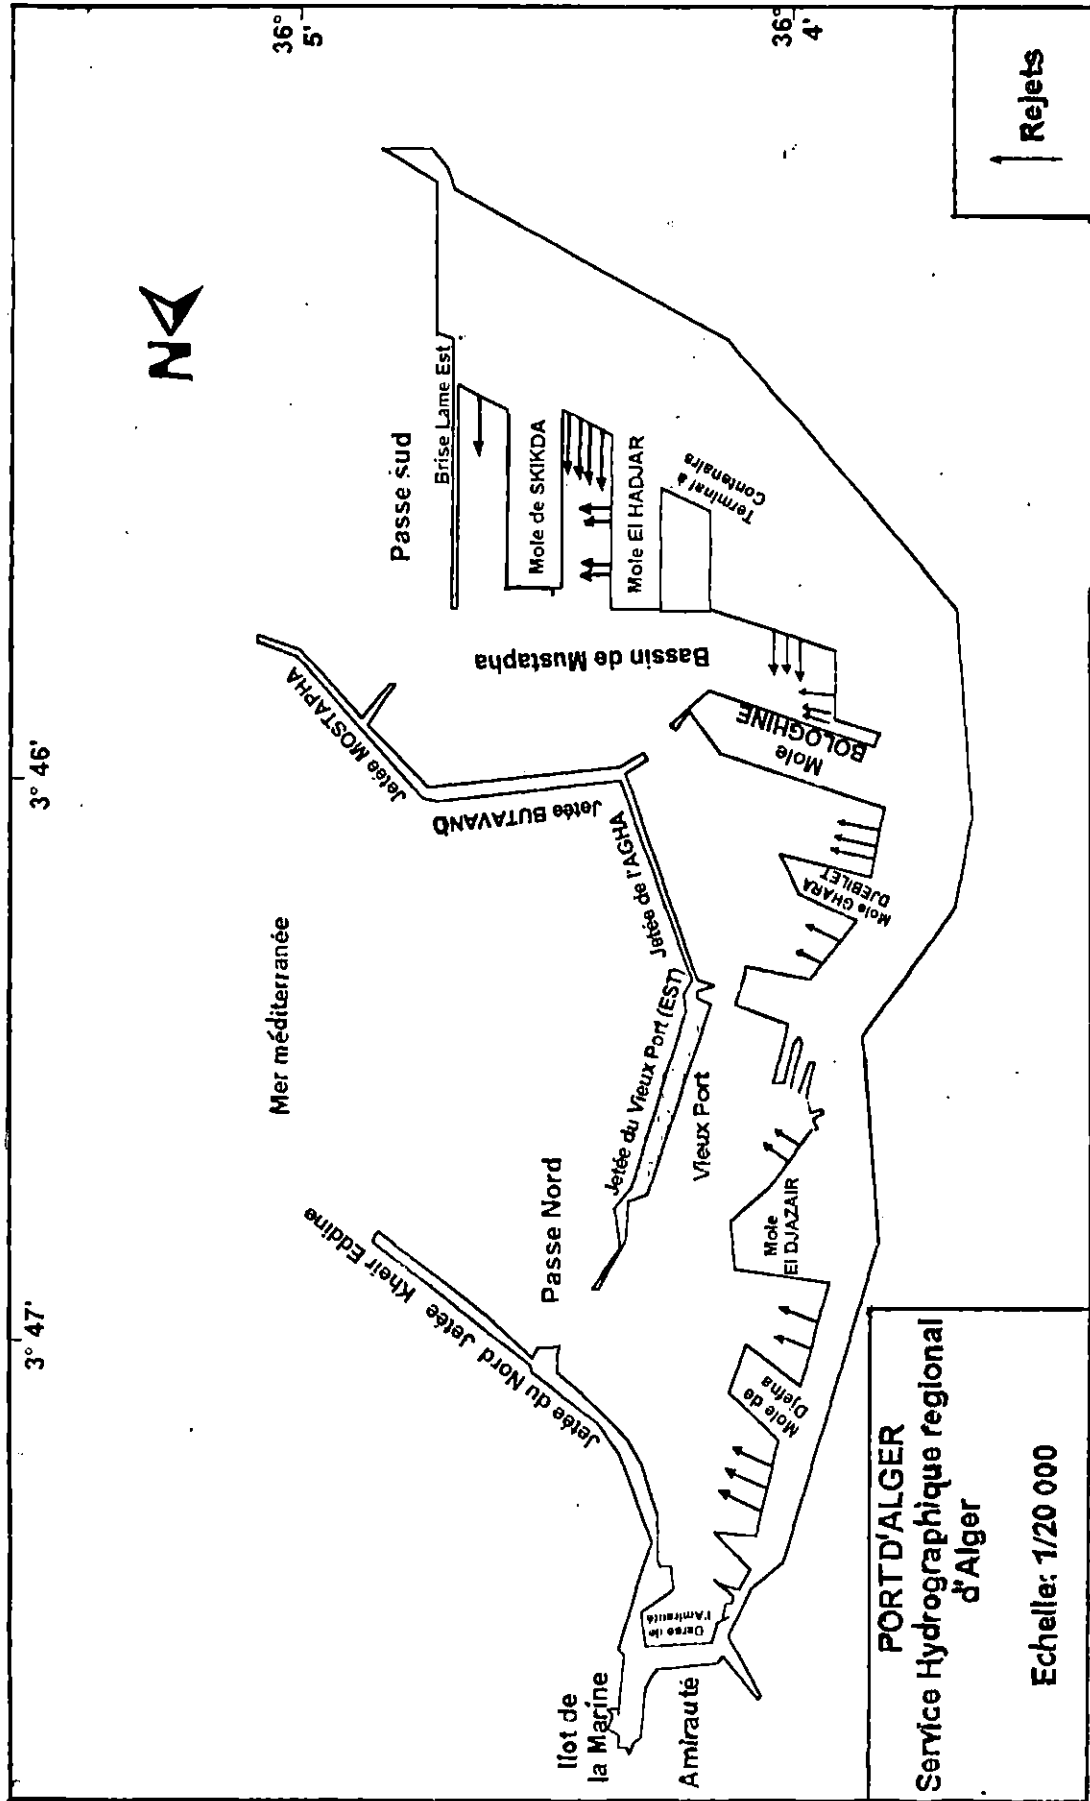 3° 47'
3° 46'
36°
5'
36°
4'
N
Mer méditerranée
Passe sud
Brise Lame Est
Mole de SKIKDA
Mole El HADJAR
Terminal à
Contenairs
Bassin de Mustapha
Jetée MOSTAPHA
Jetée BUTAVAND
Jetée de l'AGHA
Jetée du Vieux Port (EST)
Vieux Port
Passe Nord
Jetée du Nord Jetée Kheir Eddine
Mole
BOLOGHINE
Mole GHARA
DJEBILET
Mole
El DJAZAIR
Mole de
Djefna
Darse de
l'Amirauté
Ilot de
la Marine
Amirauté
PORT D'ALGER
Service Hydrographique regional
d'Alger
Echelle: 1/20 000
Rejets